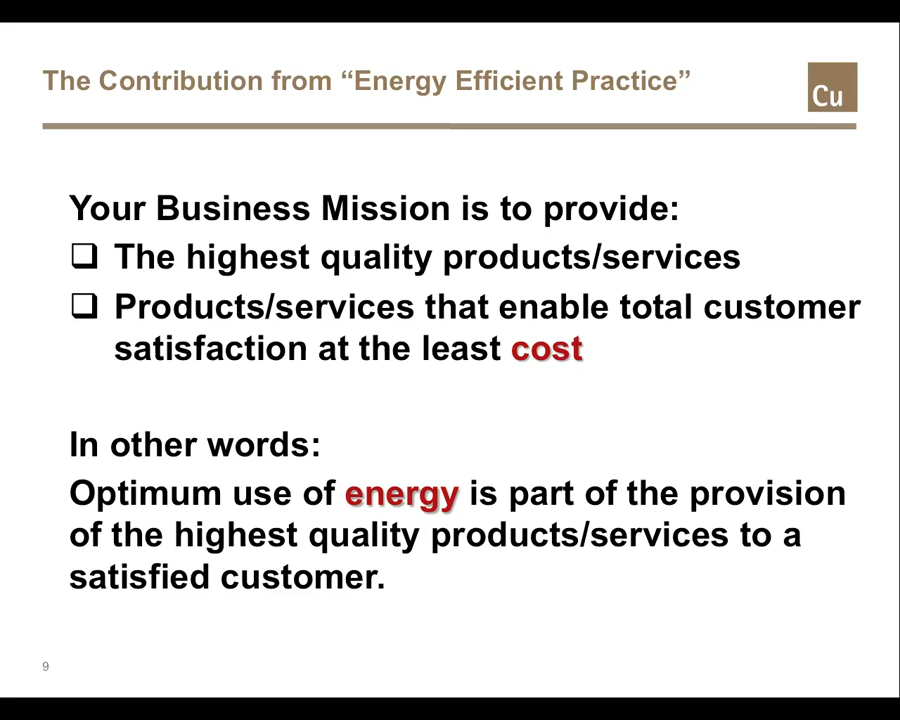 The Contribution from “Energy Efficient Practice”
Cu
Your Business Mission is to provide:
❑ The highest quality products/services
❑ Products/services that enable total customer
satisfaction at the least cost
In other words:
Optimum use of energy is part of the provision
of the highest quality products/services to a
satisfied customer.
9